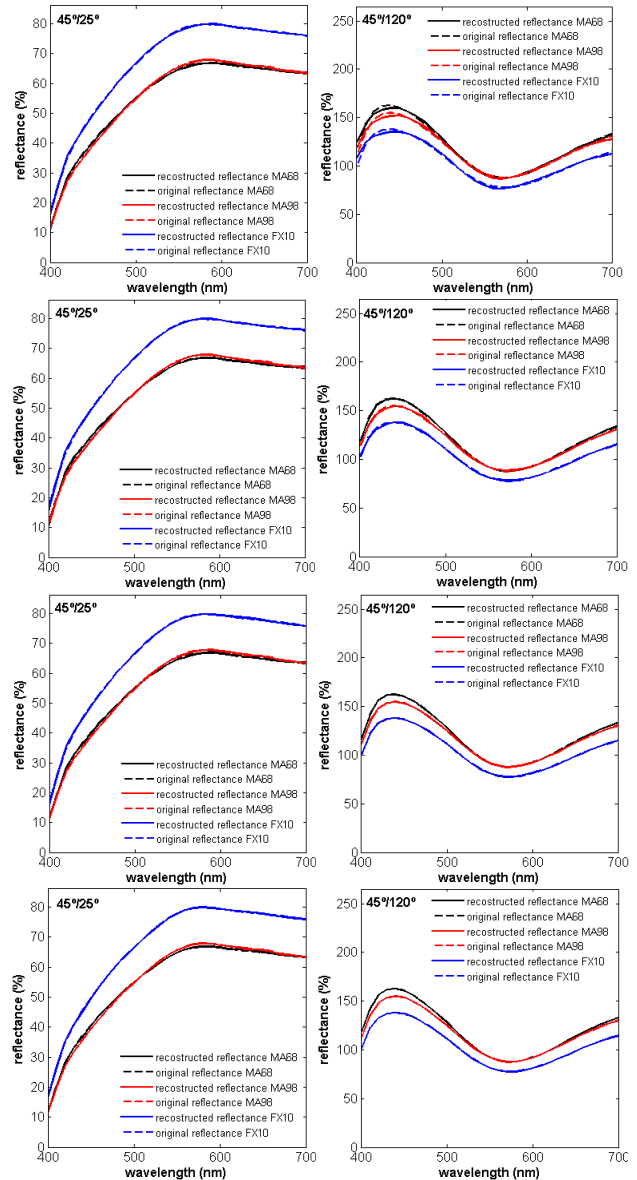 45º/25º
reflectance (%)
80
70
60
50
40
30
20
10
0
recostructed reflectance MA68
original reflectance MA68
recostructed reflectance MA98
original reflectance MA98
recostructed reflectance FX10
original reflectance FX10
400 500 600 700
wavelength (nm)
45º/120º
reflectance (%)
250
200
150
100
50
0
recostructed reflectance MA68
original reflectance MA68
recostructed reflectance MA98
original reflectance MA98
recostructed reflectance FX10
original reflectance FX10
400 500 600 700
wavelength (nm)
45º/25º
reflectance (%)
80
70
60
50
40
30
20
10
0
recostructed reflectance MA68
original reflectance MA68
recostructed reflectance MA98
original reflectance MA98
recostructed reflectance FX10
original reflectance FX10
400 500 600 700
wavelength (nm)
45º/120º
reflectance (%)
250
200
150
100
50
0
recostructed reflectance MA68
original reflectance MA68
recostructed reflectance MA98
original reflectance MA98
recostructed reflectance FX10
original reflectance FX10
400 500 600 700
wavelength (nm)
45º/25º
reflectance (%)
80
70
60
50
40
30
20
10
0
recostructed reflectance MA68
original reflectance MA68
recostructed reflectance MA98
original reflectance MA98
recostructed reflectance FX10
original reflectance FX10
400 500 600 700
wavelength (nm)
45º/120º
reflectance (%)
250
200
150
100
50
0
recostructed reflectance MA68
original reflectance MA68
recostructed reflectance MA98
original reflectance MA98
recostructed reflectance FX10
original reflectance FX10
400 500 600 700
wavelength (nm)
45º/25º
reflectance (%)
80
70
60
50
40
30
20
10
0
recostructed reflectance MA68
original reflectance MA68
recostructed reflectance MA98
original reflectance MA98
recostructed reflectance FX10
original reflectance FX10
400 500 600 700
wavelength (nm)
45º/120º
reflectance (%)
250
200
150
100
50
0
recostructed reflectance MA68
original reflectance MA68
recostructed reflectance MA98
original reflectance MA98
recostructed reflectance FX10
original reflectance FX10
400 500 600 700
wavelength (nm)